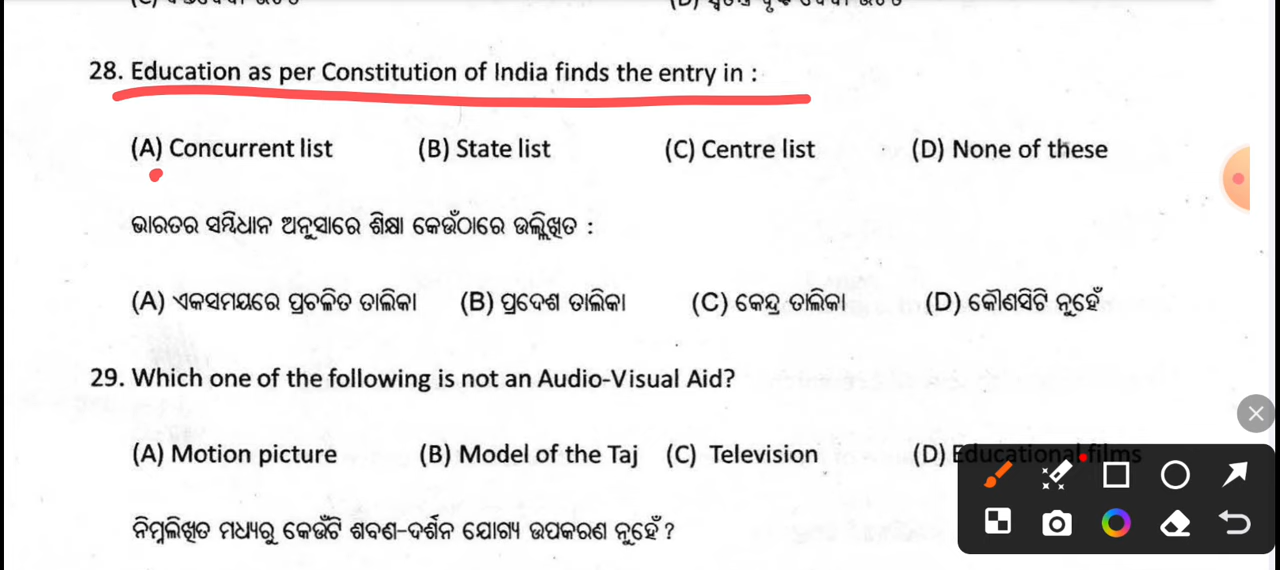 28. Education as per Constitution of India finds the entry in :
(A) Concurrent list (B) State list (C) Centre list (D) None of these
ଭାରତର ସମ୍ବିଧାନ ଅନୁସାରେ ଶିକ୍ଷା କେଉଁଠାରେ ଉଲ୍ଲିଖିତ :
(A) ଏକସମୟରେ ପ୍ରଚଳିତ ତାଲିକା (B) ପ୍ରଦେଶ ତାଲିକା (C) କେନ୍ଦ୍ର ତାଲିକା (D) କୌଣସିଟି ନୁହେଁ
29. Which one of the following is not an Audio-Visual Aid?
(A) Motion picture (B) Model of the Taj (C) Television (D) Educational films
ନିମ୍ନଲିଖିତ ମଧ୍ୟରୁ କେଉଁଟି ଶ୍ରବଣ-ଦର୍ଶନ ଯୋଗ୍ୟ ଉପକରଣ ନୁହେଁ ?